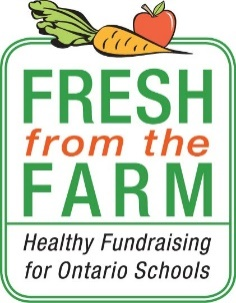 FRESH
from the
FARM
Healthy Fundraising
for Ontario Schools